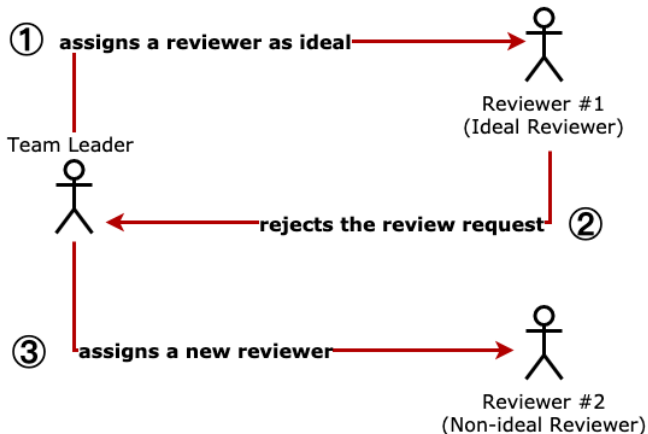 ① assigns a reviewer as ideal
Reviewer #1
(Ideal Reviewer)
Team Leader
rejects the review request ②
③ assigns a new reviewer
Reviewer #2
(Non-ideal Reviewer)